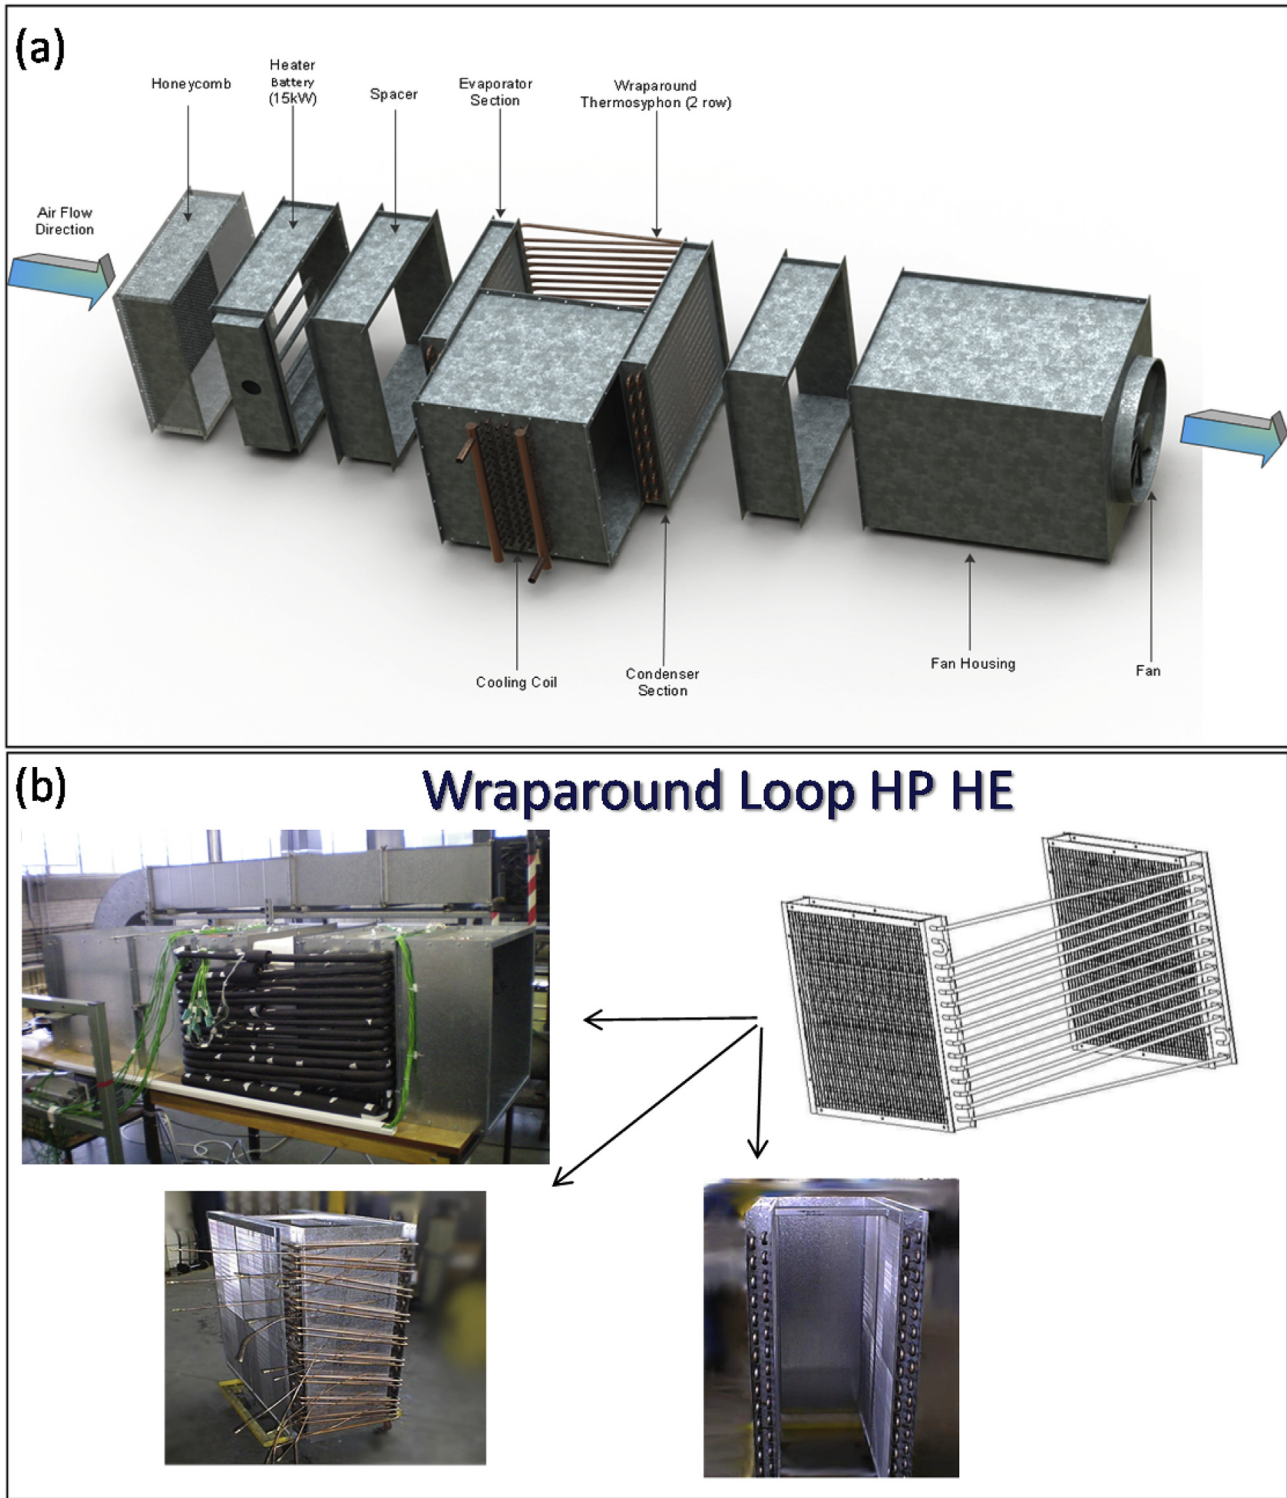 (a)
Honeycomb
Heater
Battery
(15kW)
Spacer
Evaporator
Section
Wraparound
Thermosyphon (2 row)
Air Flow
Direction
Cooling Coil
Condenser
Section
Fan Housing
Fan
(b)
Wraparound Loop HP HE